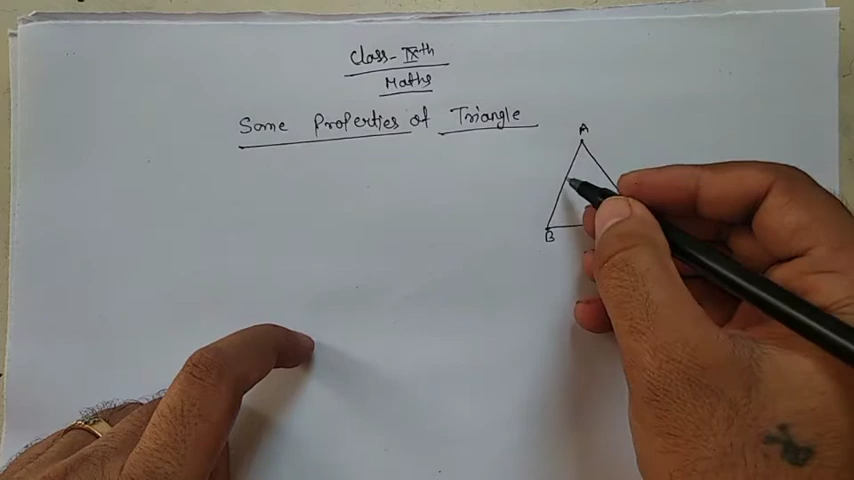 Class-IXth
Maths
Some Properties of Triangle
A
B